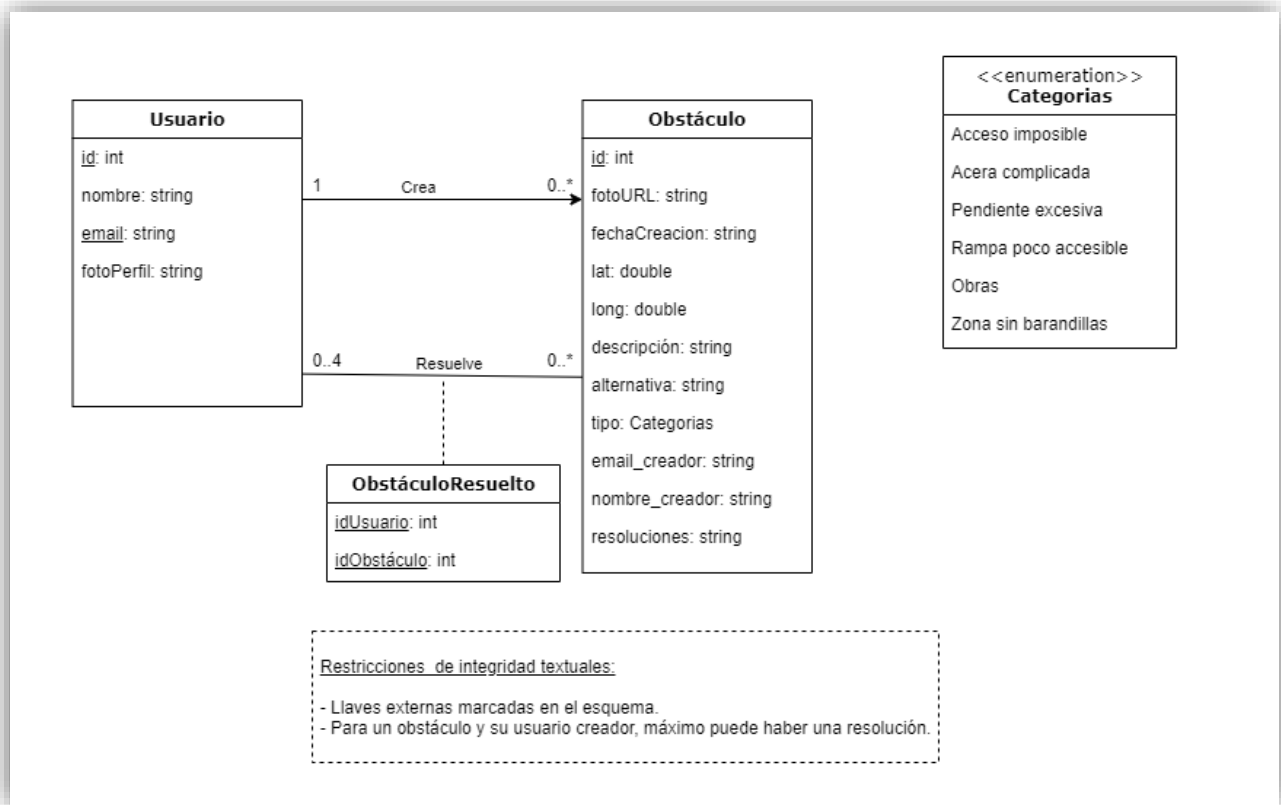 Usuario
id: int
nombre: string
email: string
fotoPerfil: string
1
Crea
0..*
0..4
Resuelve
0..*
Obstáculo
id: int
fotoURL: string
fechaCreacion: string
lat: double
long: double
descripción: string
alternativa: string
tipo: Categorias
email_creador: string
nombre_creador: string
resoluciones: string
<<enumeration>>
Categorias
Acceso imposible
Acera complicada
Pendiente excesiva
Rampa poco accesible
Obras
Zona sin barandillas
ObstáculoResuelto
idUsuario: int
idObstáculo: int
Restricciones de integridad textuales:
- Llaves externas marcadas en el esquema.
- Para un obstáculo y su usuario creador, máximo puede haber una resolución.